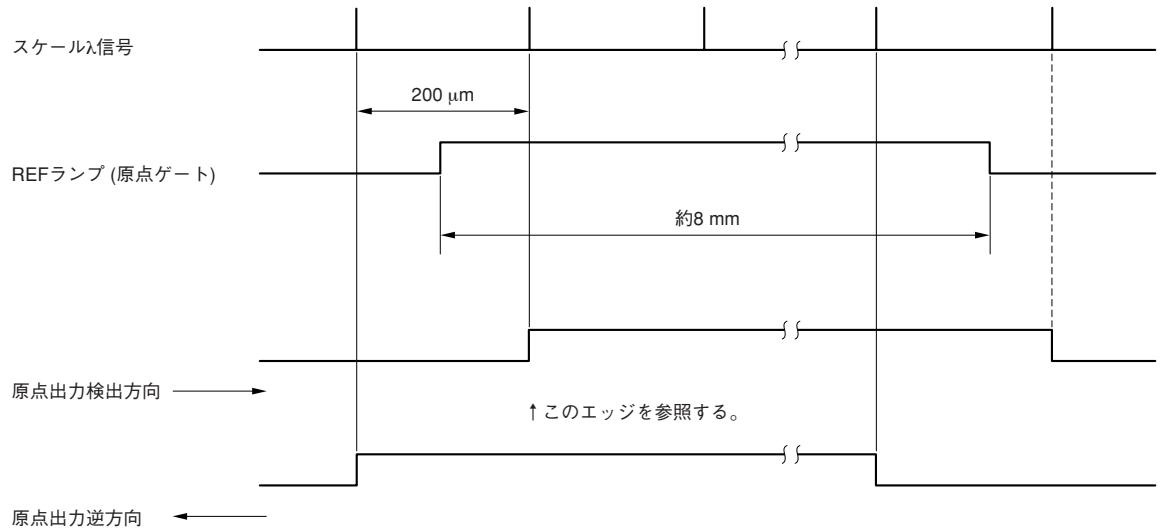 スケールλ信号
200 μm
REFランプ (原点ゲート)
約8 mm
原点出力検出方向
↑このエッジを参照する。
原点出力逆方向